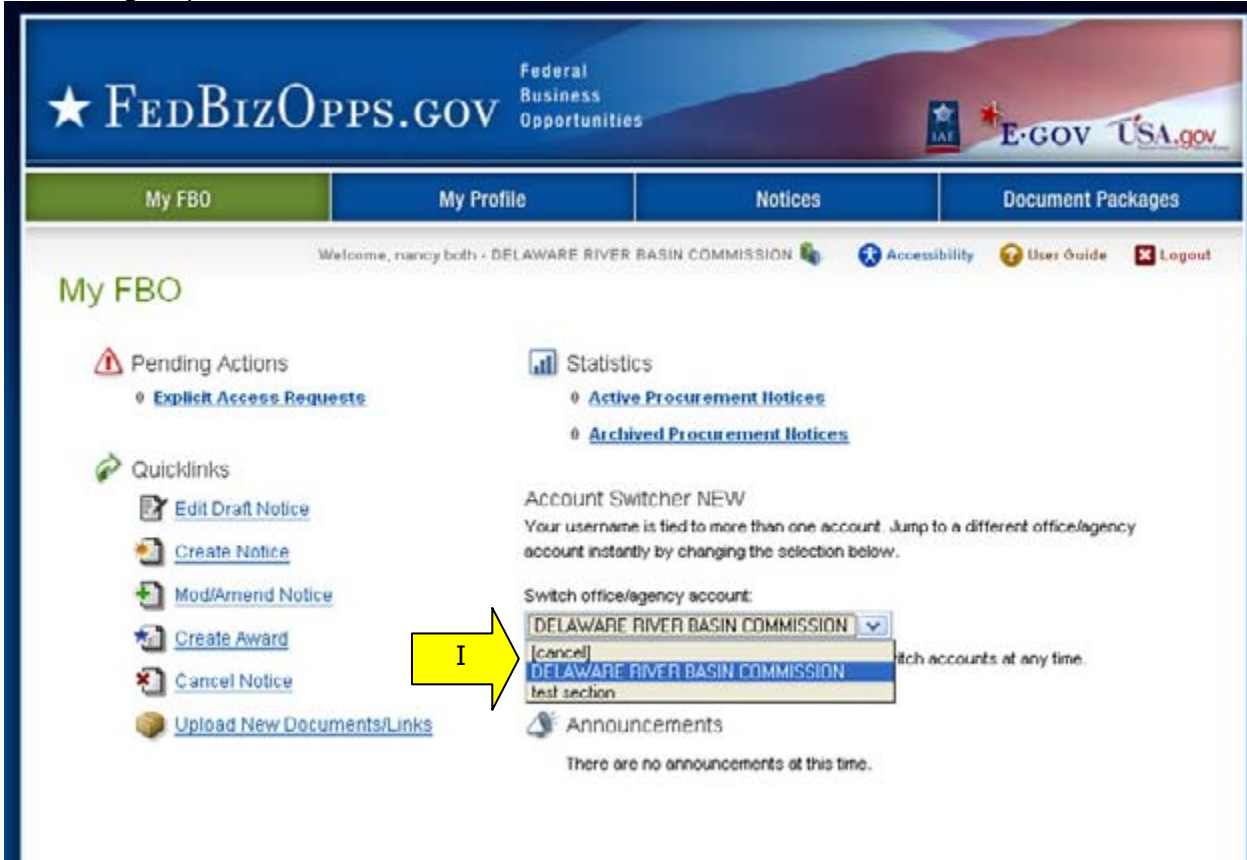 ★ FEDBIZOPPS.GOV
Federal
Business
Opportunities
IAE
E-GOV
USA.gov
My FBO
My Profile
Notices
Document Packages
Welcome, nancy both - DELAWARE RIVER BASIN COMMISSION
Accessibility
User Guide
Logout
My FBO
Pending Actions
0 Explicit Access Requests
Statistics
0 Active Procurement Notices
0 Archived Procurement Notices
Quicklinks
Edit Draft Notice
Create Notice
Mod/Amend Notice
Create Award
Cancel Notice
Upload New Documents/Links
Account Switcher NEW
Your username is tied to more than one account. Jump to a different office/agency
account instantly by changing the selection below.
Switch office/agency account:
DELAWARE RIVER BASIN COMMISSION
I
[cancel]
DELAWARE RIVER BASIN COMMISSION
test section
itch accounts at any time.
Announcements
There are no announcements at this time.